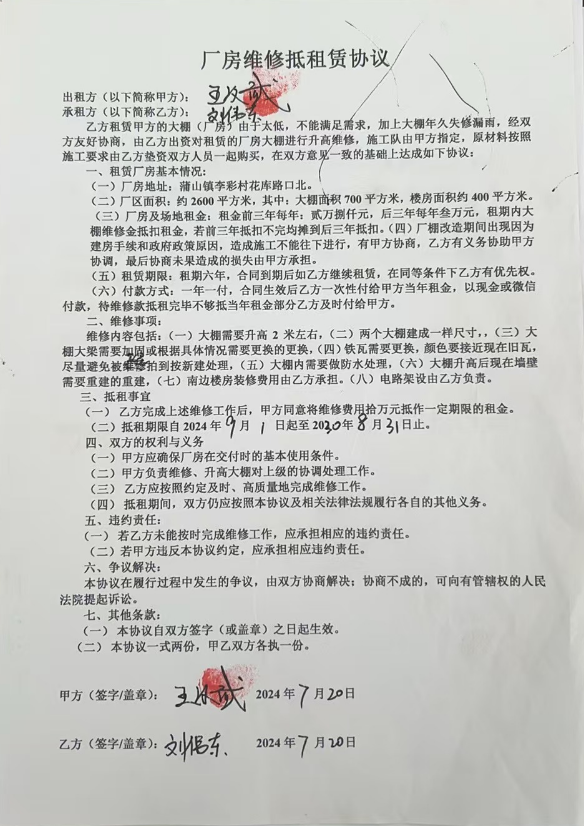 厂房维修抵租赁协议
出租方（以下简称甲方）：
承租方（以下简称乙方）：刘伟东
乙方租赁甲方的大棚（厂房）由于太低，不能满足需求，加上大棚年久失修漏雨，经双
方友好协商，由乙方出资对租赁的厂房大棚进行升高维修，施工队由甲方指定，原材料按照
施工要求由乙方垫资双方人员一起购买，在双方意见一致的基础上达成如下协议：
一、租赁厂房基本情况：
（一）厂房地址：蒲山镇李彩村花库路口北。
（二）厂区面积：约 2600 平方米，其中：大棚面积 700 平方米，楼房面积约 400 平方米。
（三）厂房及场地租金：租金前三年每年：贰万捌仟元，后三年每年叁万元，租期内大
棚维修金抵扣租金，若前三年抵扣不完均摊到后三年抵扣。（四）厂棚改造期间出现因为
建房手续和政府政策原因，造成施工不能往下进行，有甲方协商，乙方有义务协助甲方
协调，最后协商未果造成的损失由甲方承担。
（五）租赁期限：租期六年，合同到期后如乙方继续租赁，在同等条件下乙方有优先权。
（六）付款方式：一年一付，合同生效后乙方一次性付给甲方当年租金，以现金或微信
付款，待维修款抵租完毕不够抵当年租金部分乙方及时付给甲方。
二、维修事项：
维修内容包括：（一）大棚需要升高 2 米左右，（二）两个大棚建成一样尺寸，，（三）大
棚大梁需要加固或根据具体情况需要更换的更换，（四）铁瓦需要更换，颜色要接近现在旧瓦，
尽量避免被拍到按新建处理，（五）大棚内需要做防水处理，（六）大棚升高后现在墙壁
需要重建的重建，（七）南边楼房装修费用由乙方承担。（八）电路架设由乙方负责。
三、抵租事宜
（一） 乙方完成上述维修工作后，甲方同意将维修费用拾万元抵作一定期限的租金。
（二）抵租期限自 2024 年 9 月 1 日起至 2030 年 8 月 31 日止。
四、双方的权利与义务
（一）甲方应确保厂房在交付时的基本使用条件。
（二）甲方负责维修、升高大棚对上级的协调处理工作。
（三） 乙方应按照约定及时、高质量地完成维修工作。
（四） 抵租期间，双方仍应按照本协议及相关法律法规履行各自的其他义务。
五、违约责任：
（一） 若乙方未能按时完成维修工作，应承担相应的违约责任。
（二）若甲方违反本协议约定，应承担相应违约责任。
六、争议解决：
本协议在履行过程中发生的争议，由双方协商解决；协商不成的，可向有管辖权的人民
法院提起诉讼。
七、其他条款：
（一） 本协议自双方签字（或盖章）之日起生效。
（二） 本协议一式两份，甲乙双方各执一份。
甲方（签字/盖章）： 2024 年 7 月 20 日
乙方（签字/盖章）：刘伟东 2024 年 7 月 20 日